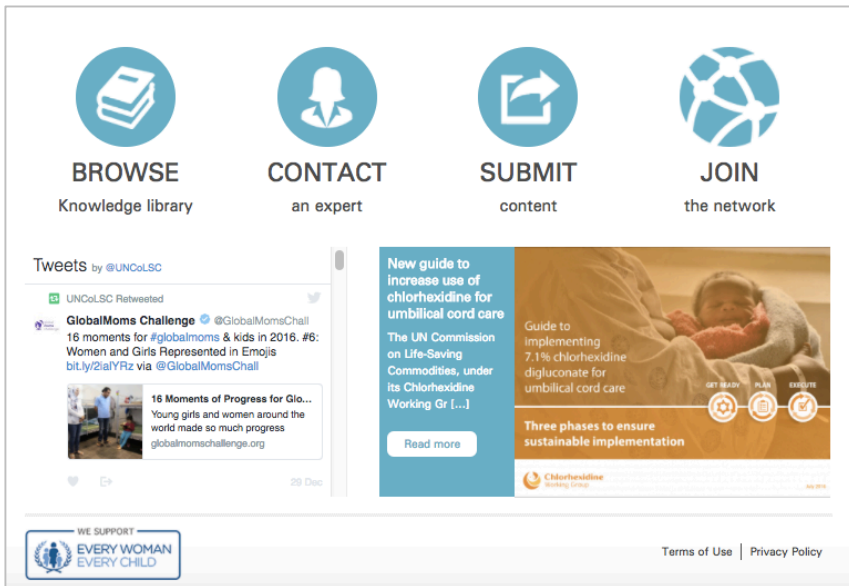 BROWSE
Knowledge library
CONTACT
an expert
SUBMIT
content
JOIN
the network
Tweets by @UNCoLSC
UNCoLSC Retweeted
GlobalMoms Challenge @GlobalMomsChall
16 moments for #globalmoms & kids in 2016. #6:
Women and Girls Represented in Emojis
bit.ly/2ialYRz via @GlobalMomsChall
16 Moments of Progress for Glo...
Young girls and women around the
world made so much progress
globalmomschallenge.org
29 Dec
New guide to
increase use of
chlorhexidine for
umbilical cord care
The UN Commission
on Life-Saving
Commodities, under
its Chlorhexidine
Working Gr [...]
Read more
Guide to
implementing
7.1% chlorhexidine
digluconate for
umbilical cord care
GET READY
PLAN
EXECUTE
Three phases to ensure
sustainable implementation
Chlorhexidine
Working Group
WE SUPPORT
EVERY WOMAN
EVERY CHILD
Terms of Use | Privacy Policy